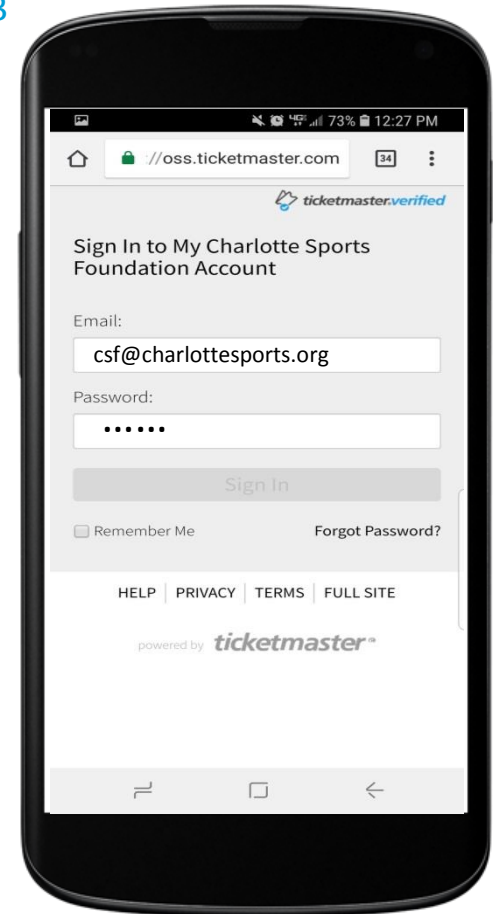 3
4G 73% 12:27 PM
://oss.ticketmaster.com 34
ticketmaster.verified
Sign In to My Charlotte Sports
Foundation Account
Email:
csf@charlottesports.org
Password:
••••••
Sign In
Remember Me Forgot Password?
HELP | PRIVACY | TERMS | FULL SITE
powered by ticketmaster